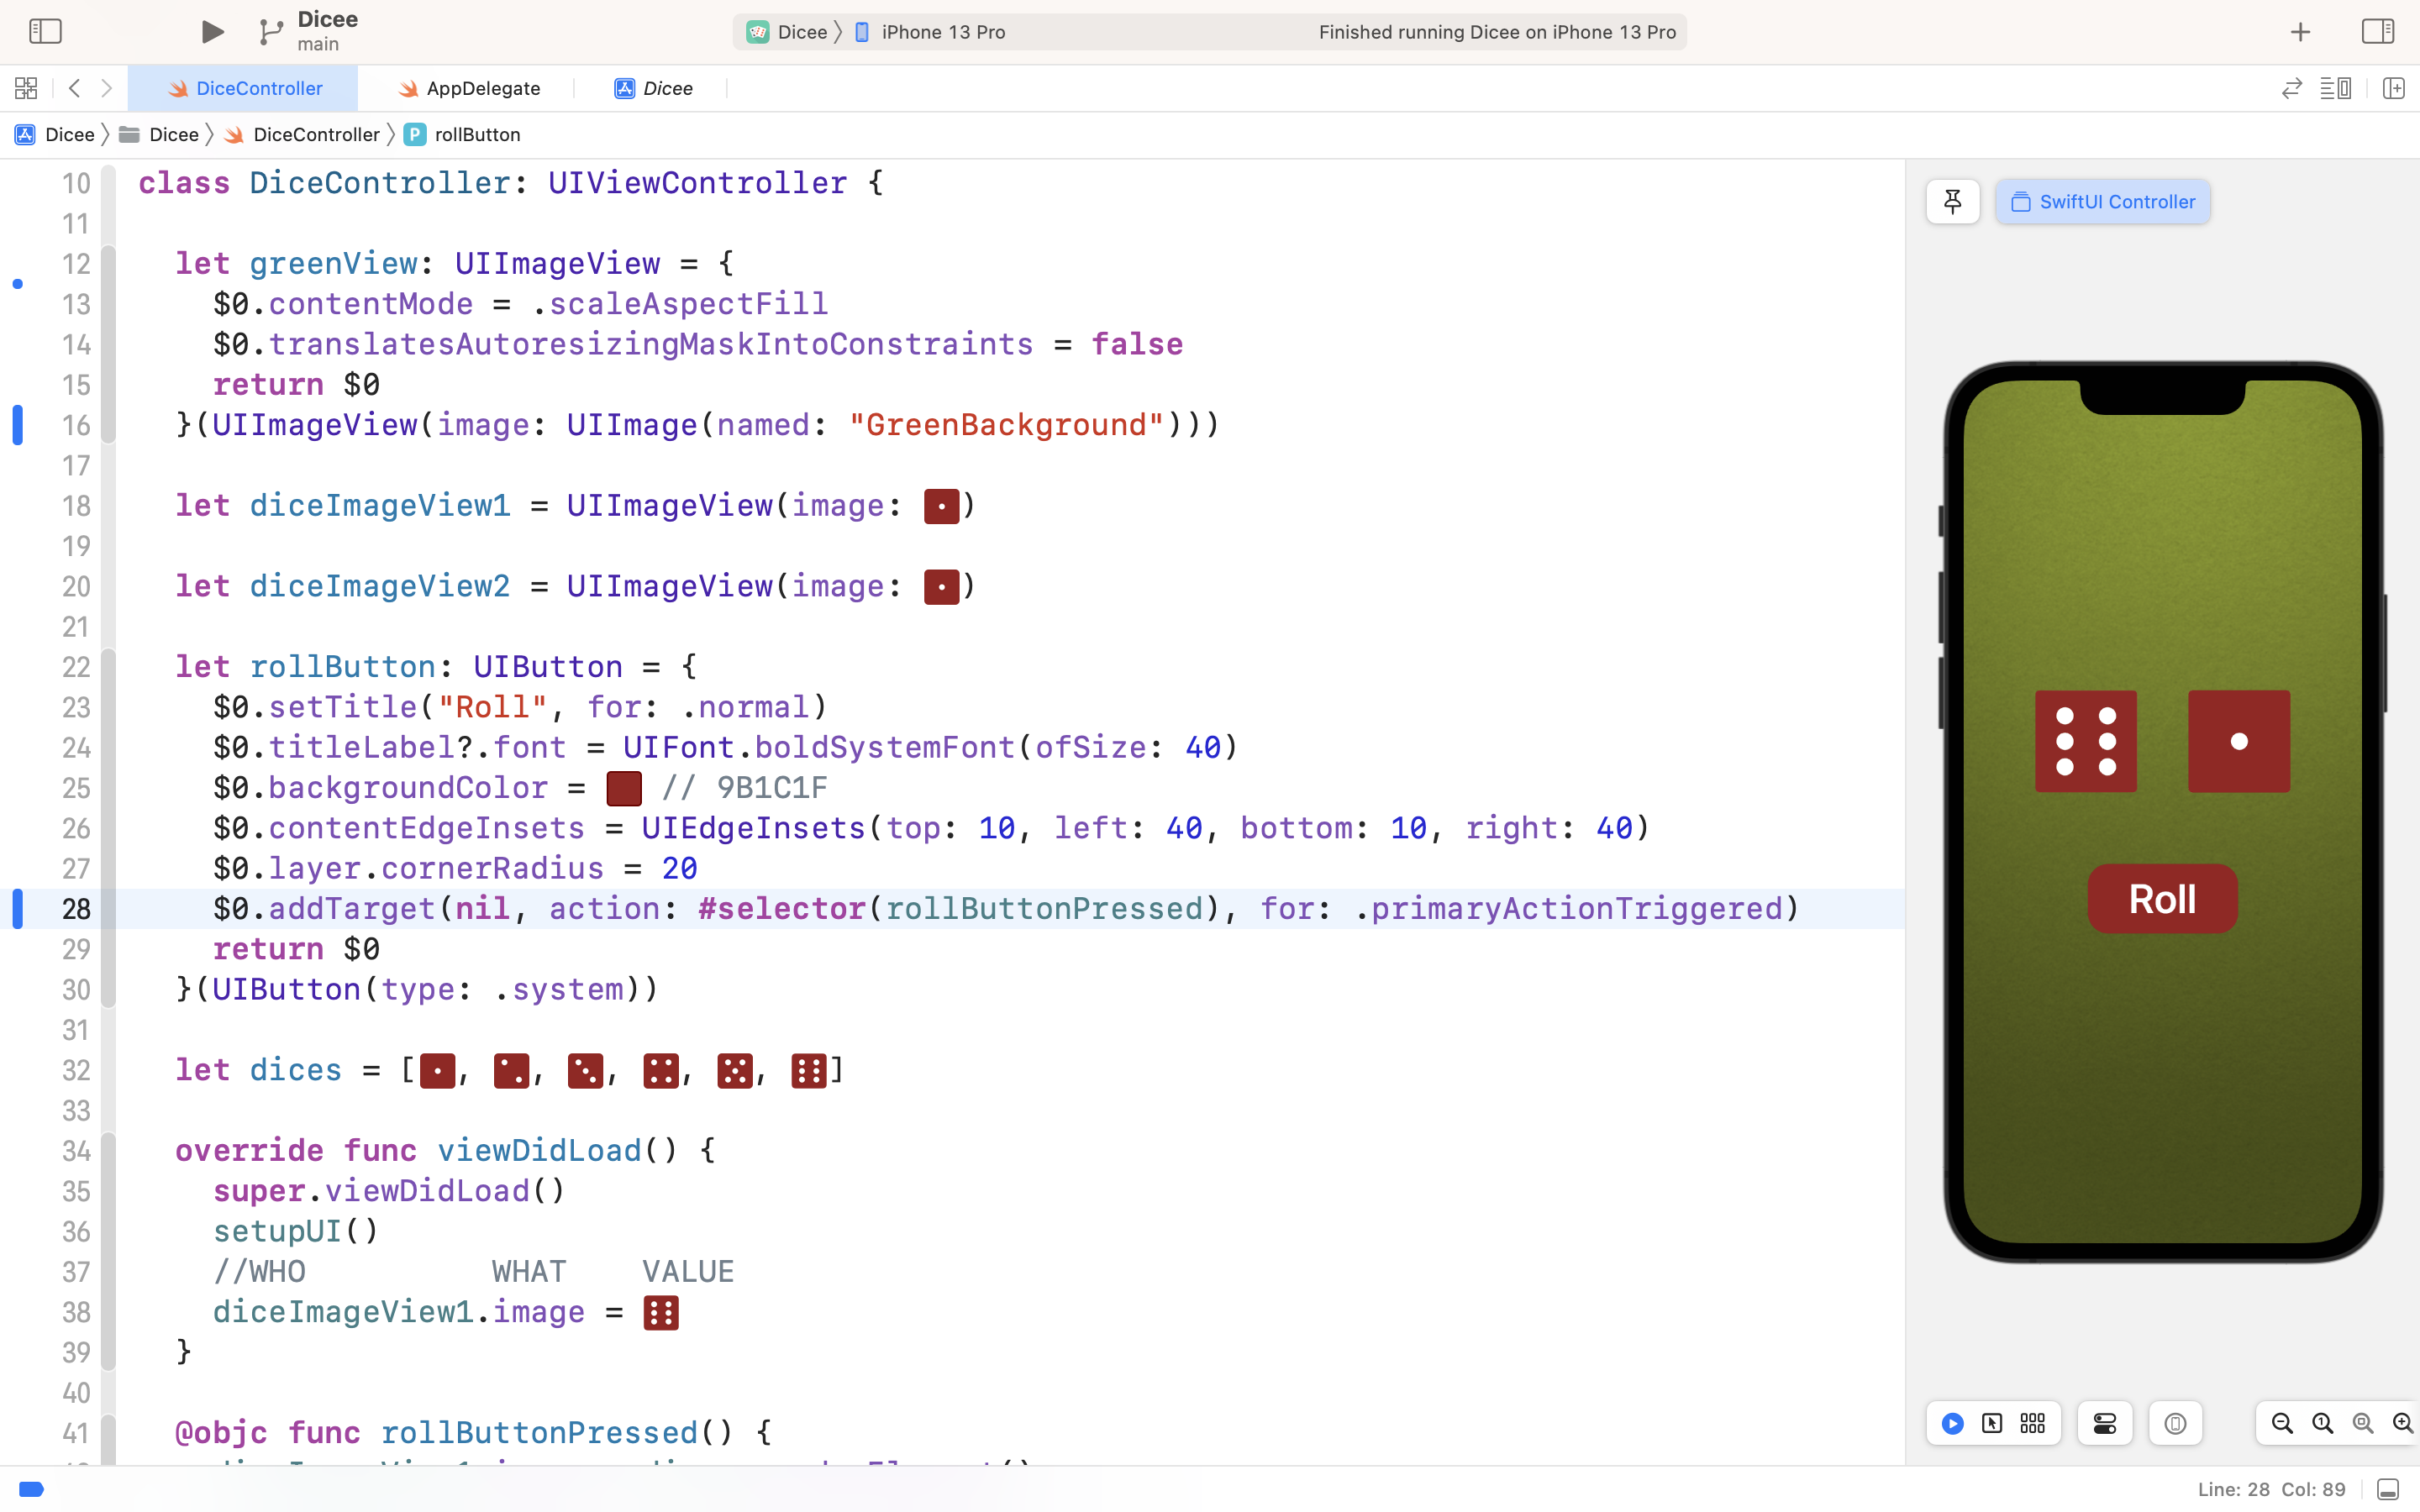 Dicee
main
Dicee 〉 iPhone 13 Pro
Finished running Dicee on iPhone 13 Pro
DiceController
AppDelegate
Dicee
Dicee 〉 Dicee 〉 DiceController 〉 P rollButton
10 class DiceController: UIViewController {
11
12 let greenView: UIImageView = {
13 $0.contentMode = .scaleAspectFill
14 $0.translatesAutoresizingMaskIntoConstraints = false
15 return $0
16 }(UIImageView(image: UIImage(named: "GreenBackground")))
17
18 let diceImageView1 = UIImageView(image: )
19
20 let diceImageView2 = UIImageView(image: )
21
22 let rollButton: UIButton = {
23 $0.setTitle("Roll", for: .normal)
24 $0.titleLabel?.font = UIFont.boldSystemFont(ofSize: 40)
25 $0.backgroundColor = // 9B1C1F
26 $0.contentEdgeInsets = UIEdgeInsets(top: 10, left: 40, bottom: 10, right: 40)
27 $0.layer.cornerRadius = 20
28 $0.addTarget(nil, action: #selector(rollButtonPressed), for: .primaryActionTriggered)
29 return $0
30 }(UIButton(type: .system))
31
32 let dices = [ , , , , , ]
33
34 override func viewDidLoad() {
35 super.viewDidLoad()
36 setupUI()
37 //WHO WHAT VALUE
38 diceImageView1.image =
39 }
40
41 @objc func rollButtonPressed() {
SwiftUI Controller
Roll
Line: 28 Col: 89